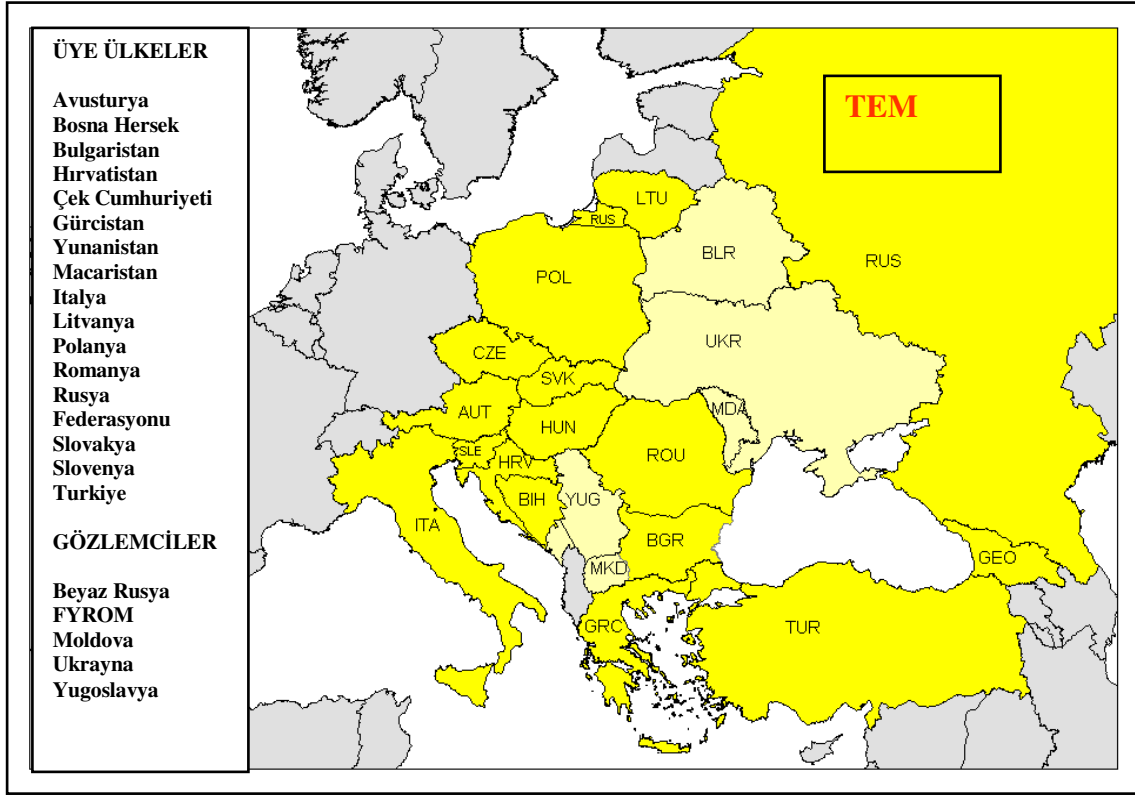 ÜYE ÜLKELER
Avusturya
Bosna Hersek
Bulgaristan
Hırvatistan
Çek Cumhuriyeti
Gürcistan
Yunanistan
Macaristan
Italya
Litvanya
Polanya
Romanya
Rusya
Federasyonu
Slovakya
Slovenya
Turkiye
GÖZLEMCİLER
Beyaz Rusya
FYROM
Moldova
Ukrayna
Yugoslavya
TEM
LTU
RUS
BLR
RUS
POL
UKR
CZE
SVK
MDA
AUT
HUN
SLE
HRV
ROU
BIH
YUG
ITA
BGR
MKD
GEO
GRC
TUR